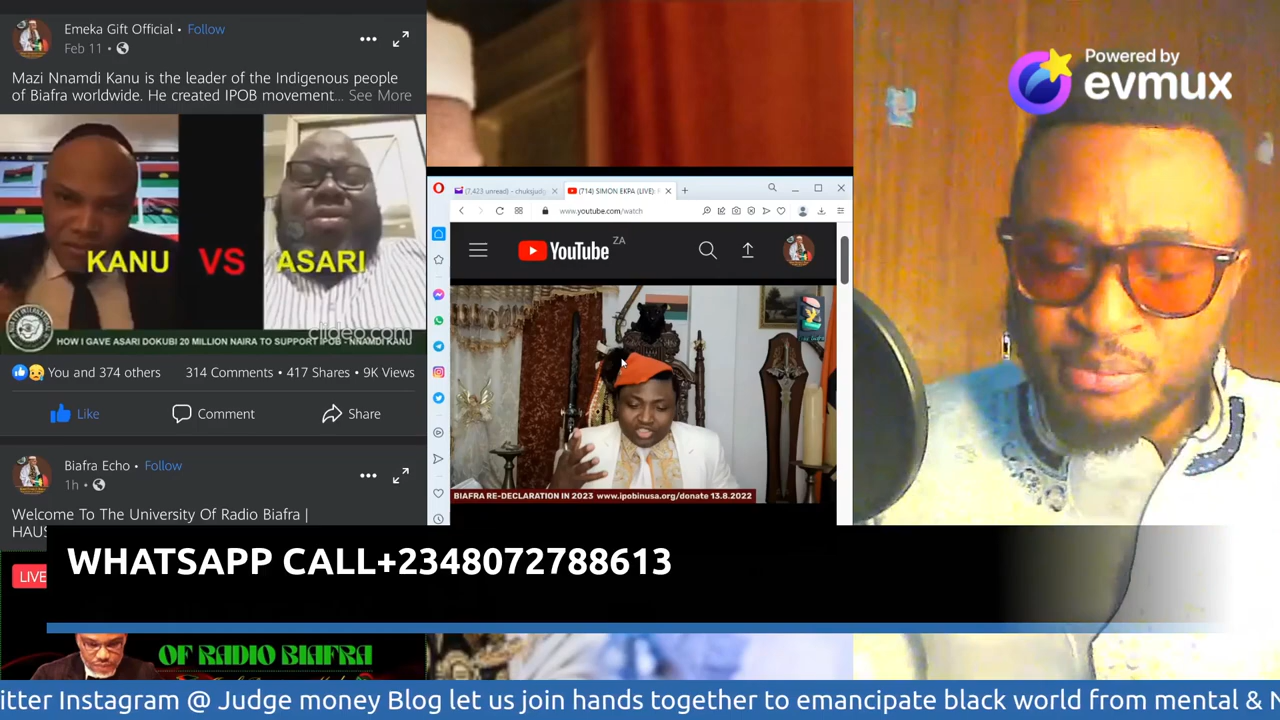 Emeka Gift Official • Follow
Feb 11 •
Mazi Nnamdi Kanu is the leader of the Indigenous people
of Biafra worldwide. He created IPOB movement... See More
KANU VS ASARI
clideo.com
HOW I GAVE ASARI DOKUBI 20 MILLION NAIRA TO SUPPORT IPOB - NNAMDI KANU
You and 374 others 314 Comments • 417 Shares • 9K Views
Like Comment Share
Biafra Echo • Follow
1h •
Welcome To The University Of Radio Biafra |
HAUS
LIVE
OF RADIO BIAFRA
(7,423 unread) - chuksjudg
(714) SIMON EKPA (LIVE):
www.youtube.com/watch
YouTube ZA
BIAFRA RE-DECLARATION IN 2023 www.ipobinusa.org/donate 13.8.2022
Powered by
evmux
WHATSAPP CALL+2348072788613
itter Instagram @ Judge money Blog let us join hands together to emancipate black world from mental & N